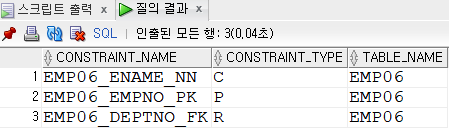 스크립트 출력 × 질의 결과 ×
SQL | 인출된 모든 행: 3(0,04초)
CONSTRAINT_NAME CONSTRAINT_TYPE TABLE_NAME
1 EMP06_ENAME_NN C EMP06
2 EMP06_EMPNO_PK P EMP06
3 EMP06_DEPTNO_FK R EMP06